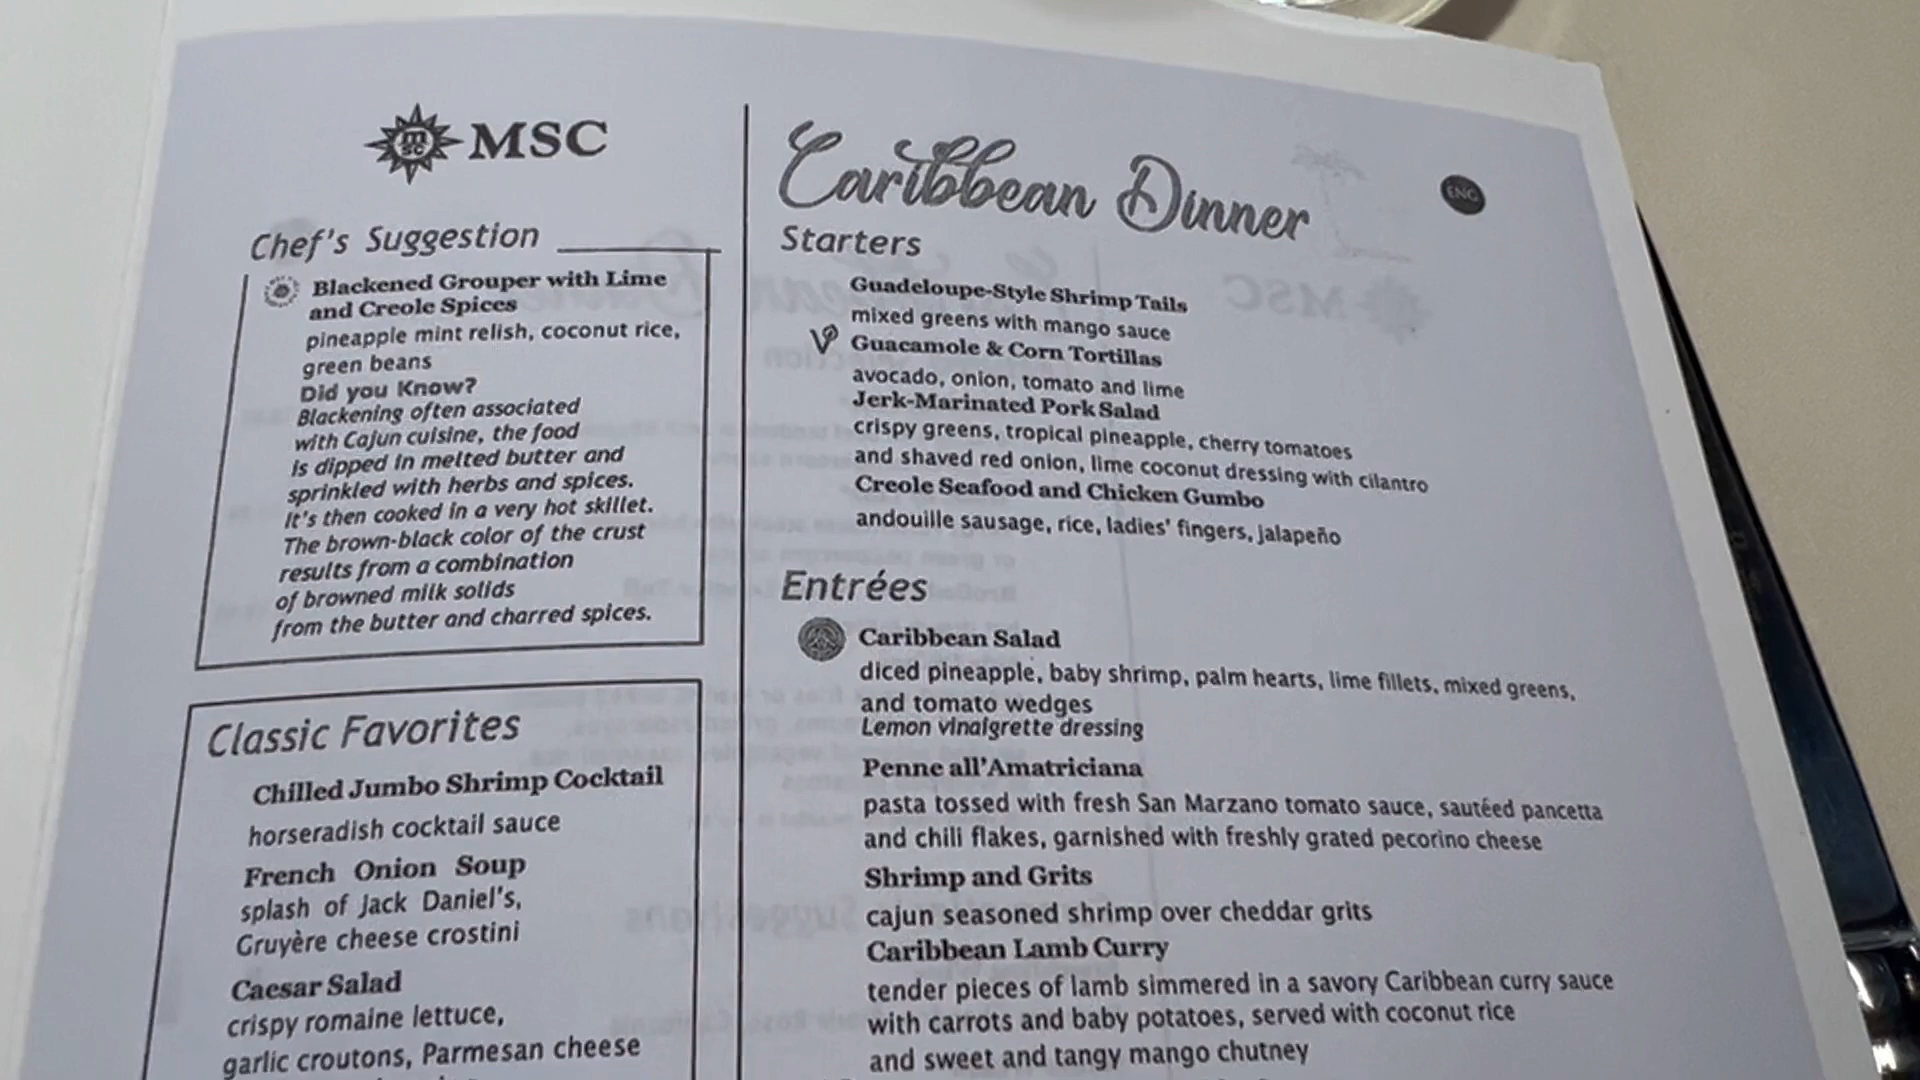 MSC
Chef's Suggestion
Blackened Grouper with Lime
and Creole Spices
pineapple mint relish, coconut rice,
green beans
Did you Know?
Blackening often associated
with Cajun cuisine, the food
is dipped in melted butter and
sprinkled with herbs and spices.
It's then cooked in a very hot skillet.
The brown-black color of the crust
results from a combination
of browned milk solids
from the butter and charred spices.
Classic Favorites
Chilled Jumbo Shrimp Cocktail
horseradish cocktail sauce
French Onion Soup
splash of Jack Daniel's,
Gruyère cheese crostini
Caesar Salad
crispy romaine lettuce,
garlic croutons, Parmesan cheese
Caribbean Dinner
ENG
Starters
Guadeloupe-Style Shrimp Tails
mixed greens with mango sauce
Guacamole & Corn Tortillas
avocado, onion, tomato and lime
Jerk-Marinated Pork Salad
crispy greens, tropical pineapple, cherry tomatoes
and shaved red onion, lime coconut dressing with cilantro
Creole Seafood and Chicken Gumbo
andouille sausage, rice, ladies' fingers, jalapeño
Entrées
Caribbean Salad
diced pineapple, baby shrimp, palm hearts, lime fillets, mixed greens,
and tomato wedges
Lemon vinaigrette dressing
Penne all'Amatriciana
pasta tossed with fresh San Marzano tomato sauce, sautéed pancetta
and chili flakes, garnished with freshly grated pecorino cheese
Shrimp and Grits
cajun seasoned shrimp over cheddar grits
Caribbean Lamb Curry
tender pieces of lamb simmered in a savory Caribbean curry sauce
with carrots and baby potatoes, served with coconut rice
and sweet and tangy mango chutney